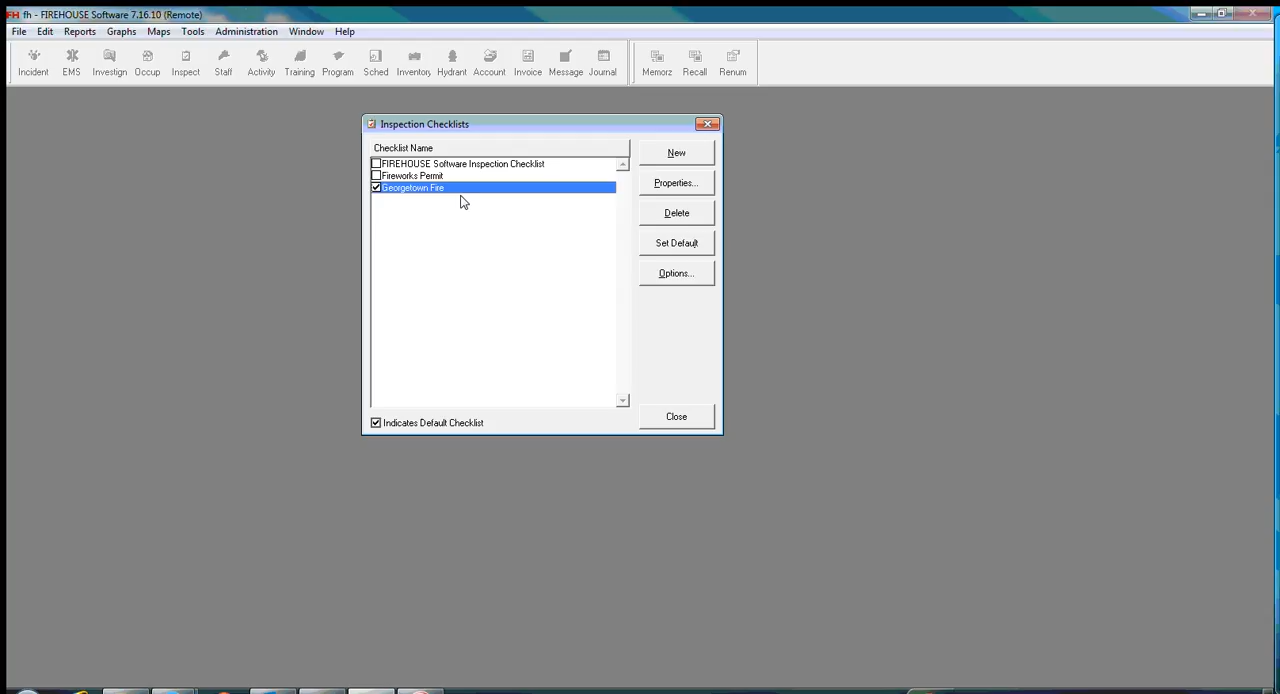 FH fh - FIREHOUSE Software 7.16.10 (Remote)
File Edit Reports Graphs Maps Tools Administration Window Help
Incident EMS Investign Occup Inspect Staff Activity Training Program Sched Inventory Hydrant Account Invoice Message Journal Memorz Recall Renum
Inspection Checklists
Checklist Name
FIREHOUSE Software Inspection Checklist
Fireworks Permit
Georgetown Fire
New
Properties...
Delete
Set Default
Options...
Close
Indicates Default Checklist